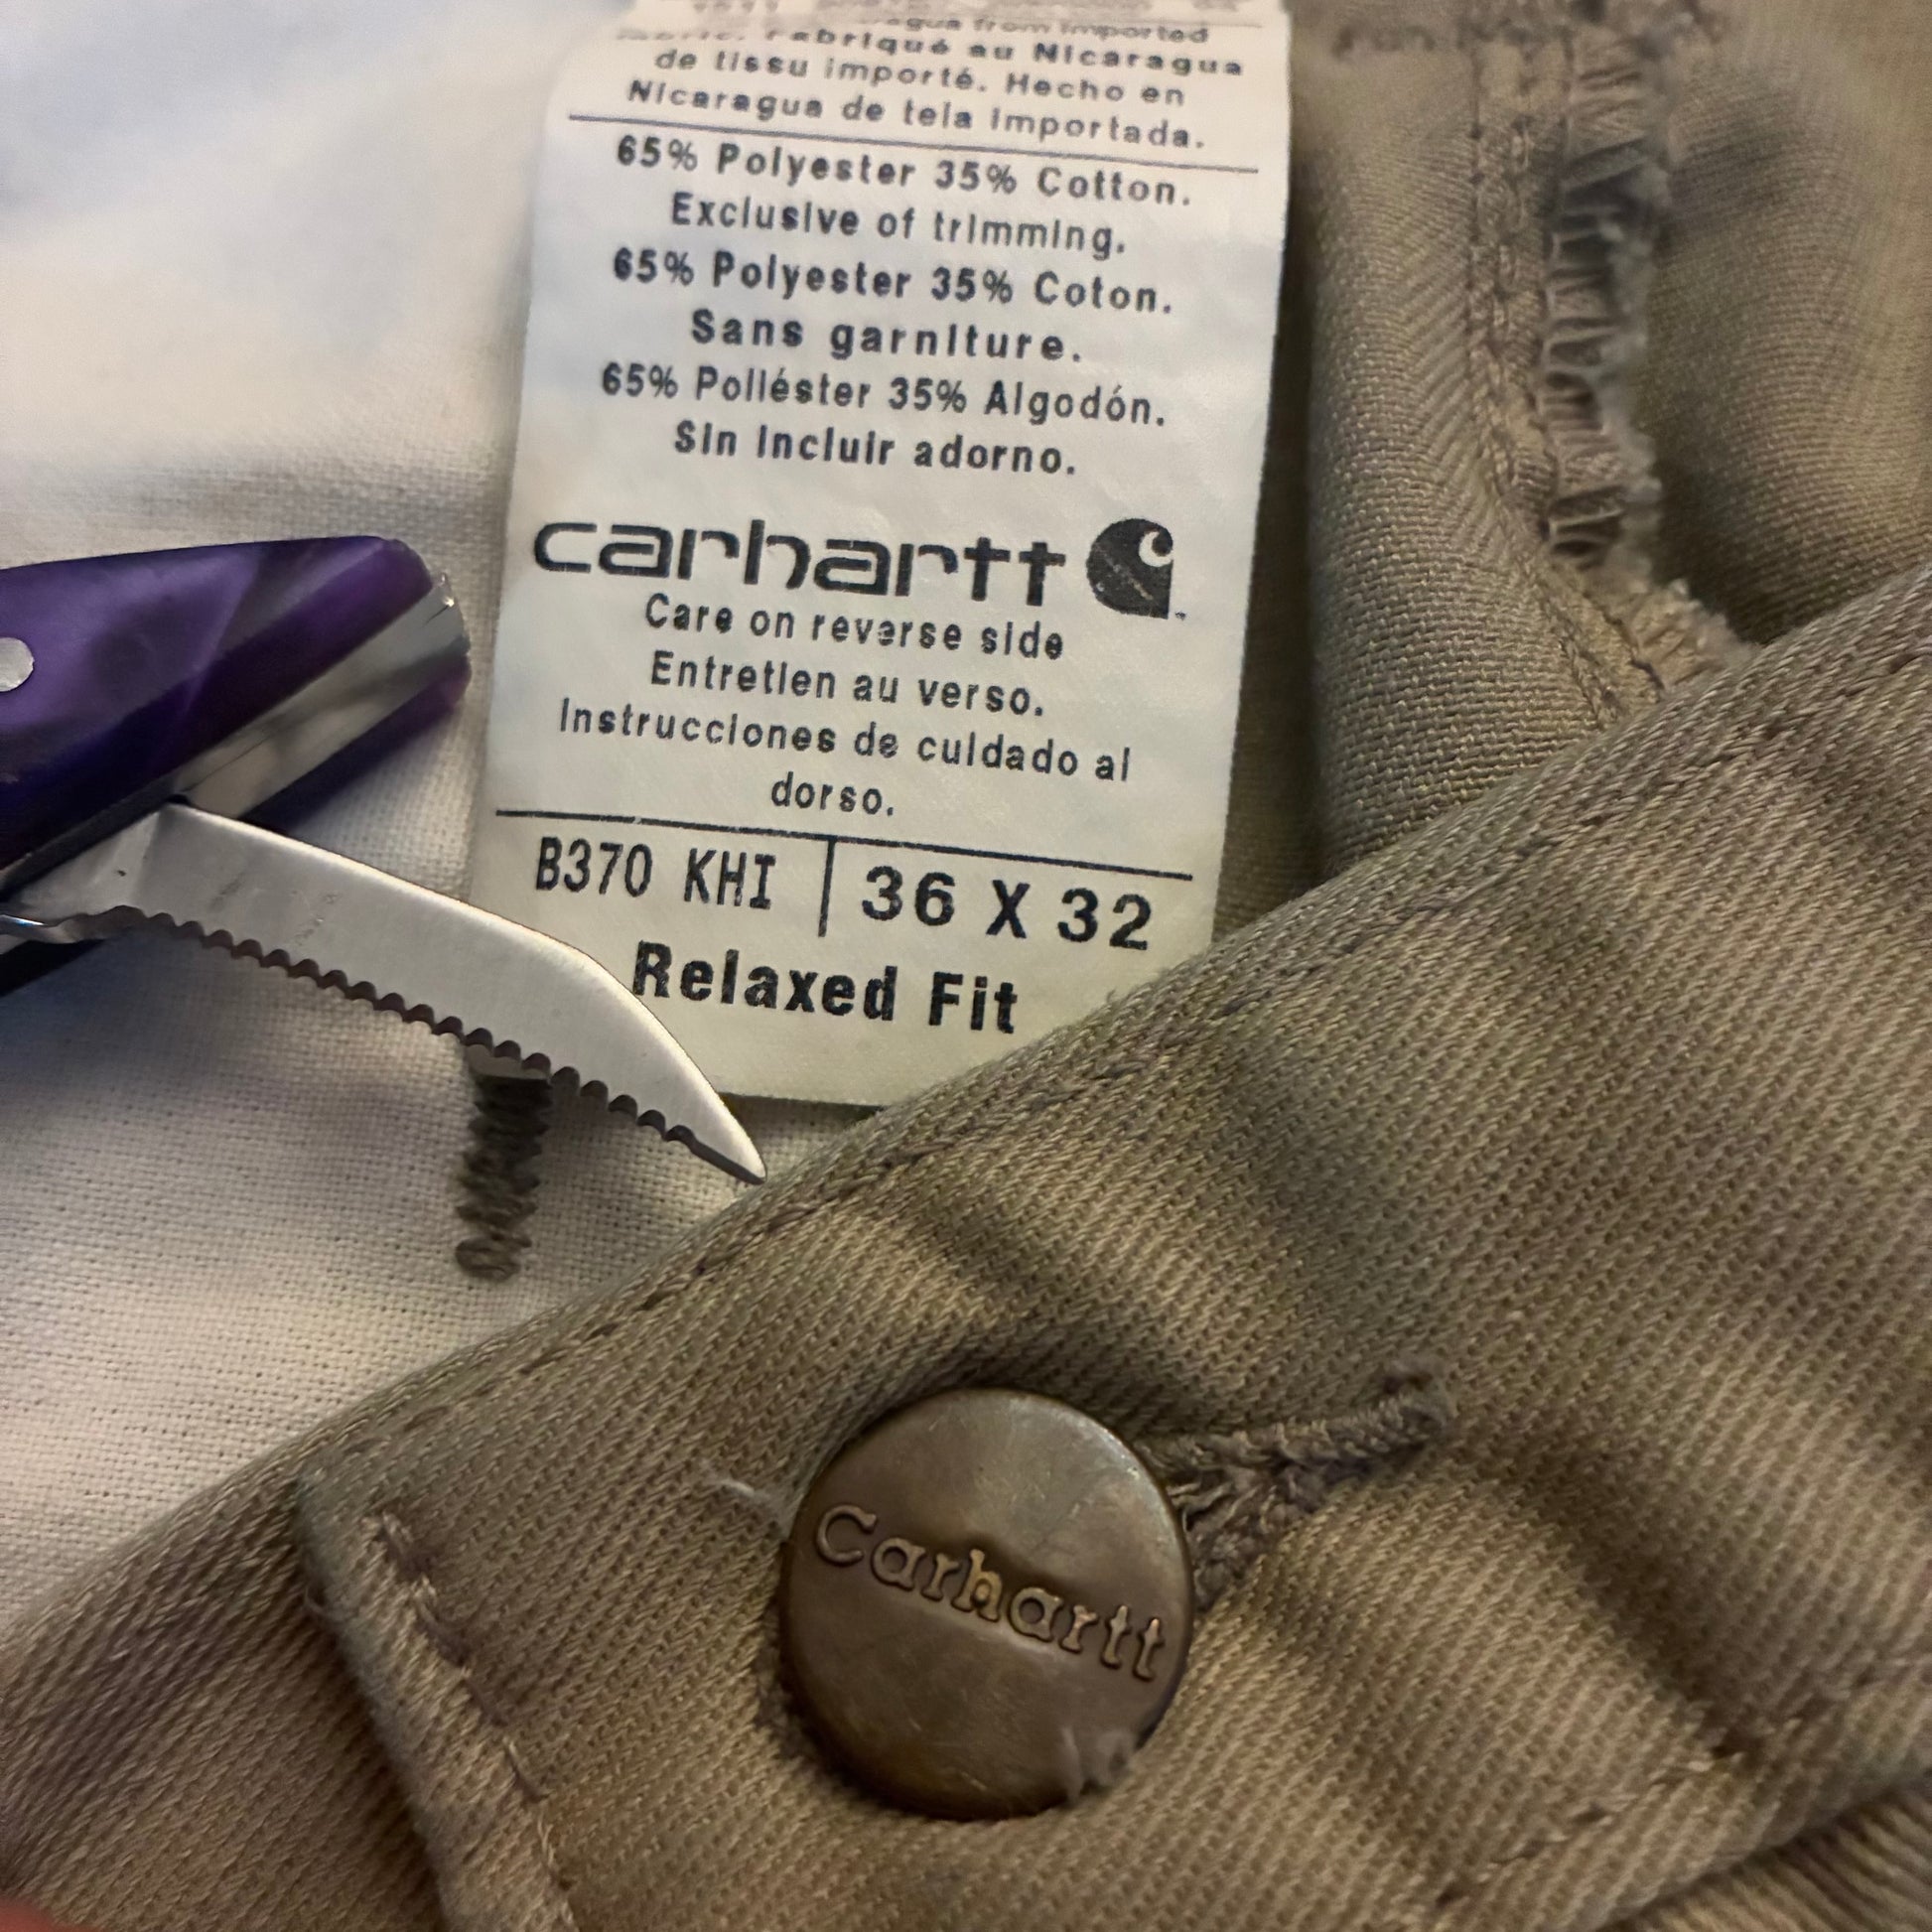 from imported
Fabriqué au Nicaragua
de tissu importé. Hecho en
Nicaragua de tela importada.
65% Polyester 35% Cotton.
Exclusive of trimming.
65% Polyester 35% Coton.
Sans garniture.
65% Poliéster 35% Algodón.
Sin incluir adorno.
carhartt
Care on reverse side
Entretien au verso.
Instrucciones de cuidado al
dorso.
B370 KHI 36 X 32
Relaxed Fit
Carhartt